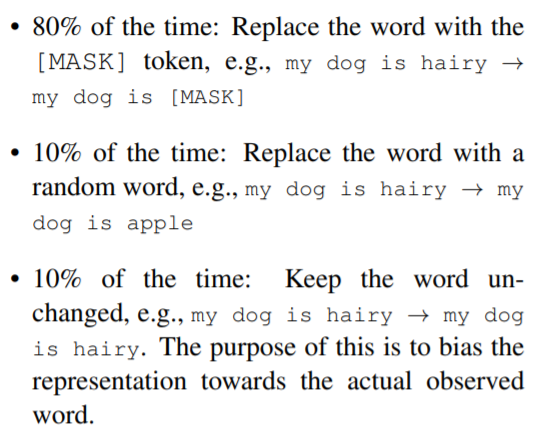 • 80% of the time: Replace the word with the
[MASK] token, e.g., my dog is hairy →
my dog is [MASK]
• 10% of the time: Replace the word with a
random word, e.g., my dog is hairy → my
dog is apple
• 10% of the time: Keep the word un-
changed, e.g., my dog is hairy → my dog
is hairy. The purpose of this is to bias the
representation towards the actual observed
word.